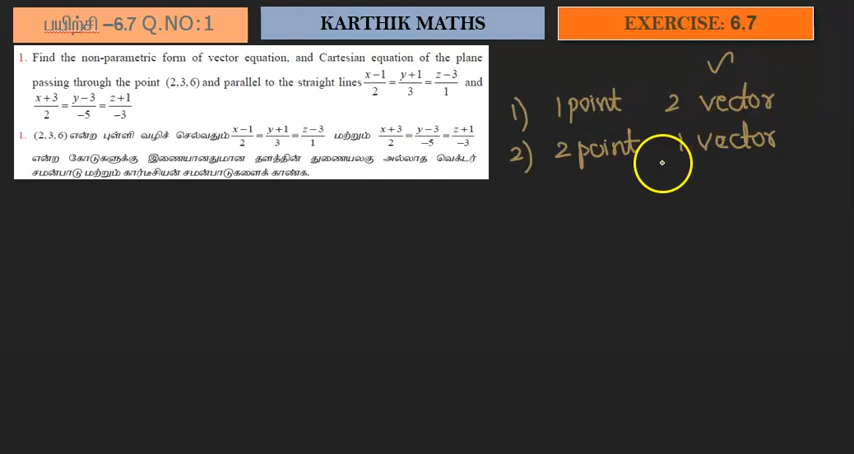 பயிற்சி –6.7 Q.NO:1
KARTHIK MATHS
EXERCISE: 6.7
1. Find the non-parametric form of vector equation, and Cartesian equation of the plane
passing through the point (2,3,6) and parallel to the straight lines (x−1)/2 = (y+1)/3 = (z−3)/1 and
(x+3)/2 = (y−3)/−5 = (z+1)/−3
1. (2,3,6) என்ற புள்ளி வழிச் செல்வதும் (x−1)/2 = (y+1)/3 = (z−3)/1 மற்றும் (x+3)/2 = (y−3)/−5 = (z+1)/−3
என்ற கோடுகளுக்கு இணையானதுமான தளத்தின் துணையலகு அல்லாத வெக்டர்
சமன்பாடு மற்றும் கார்டீசியன் சமன்பாடுகளைக் காண்க.
1) 1 point 2 vector
2) 2 point 1 vector